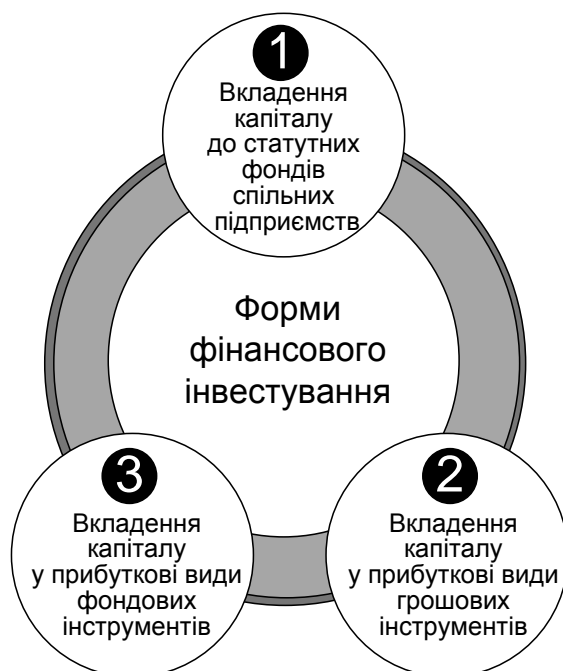 1
Вкладення
капіталу
до статутних
фондів
спільних
підприємств
Форми
фінансового
інвестування
3
Вкладення
капіталу
у прибуткові види
фондових
інструментів
2
Вкладення
капіталу
у прибуткові види
грошових
інструментів